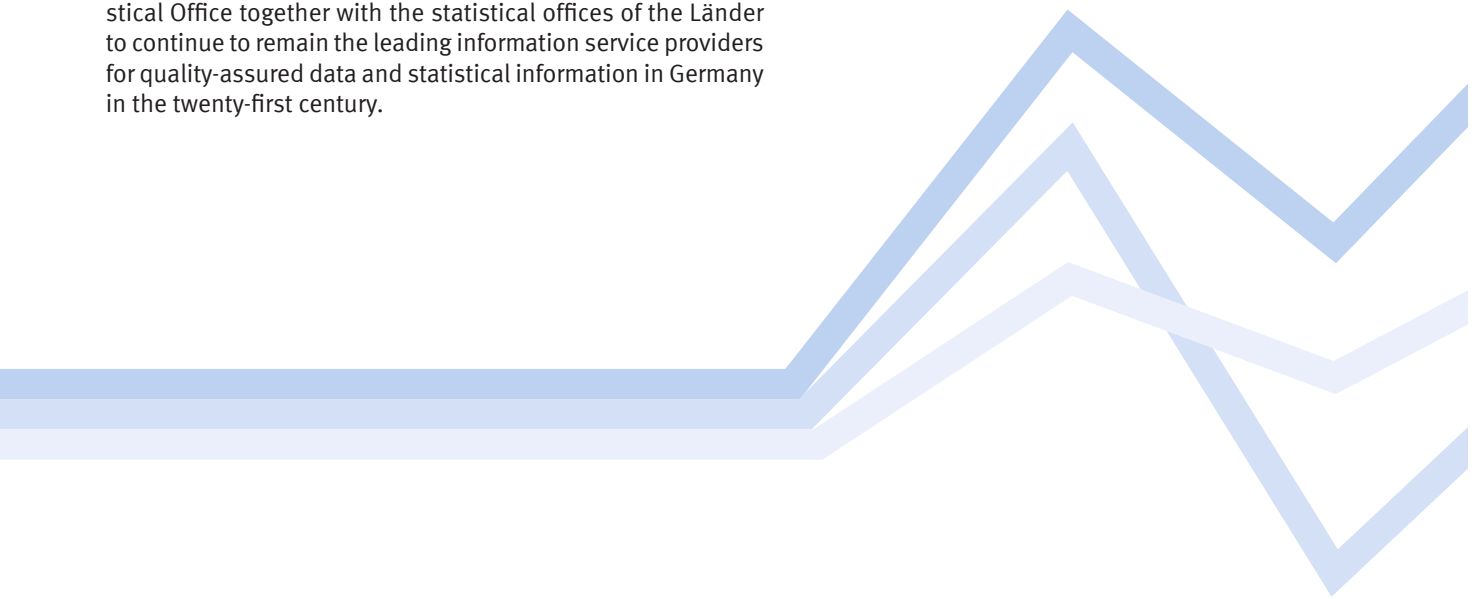 stical Office together with the statistical offices of the Länder
to continue to remain the leading information service providers
for quality-assured data and statistical information in Germany
in the twenty-first century.